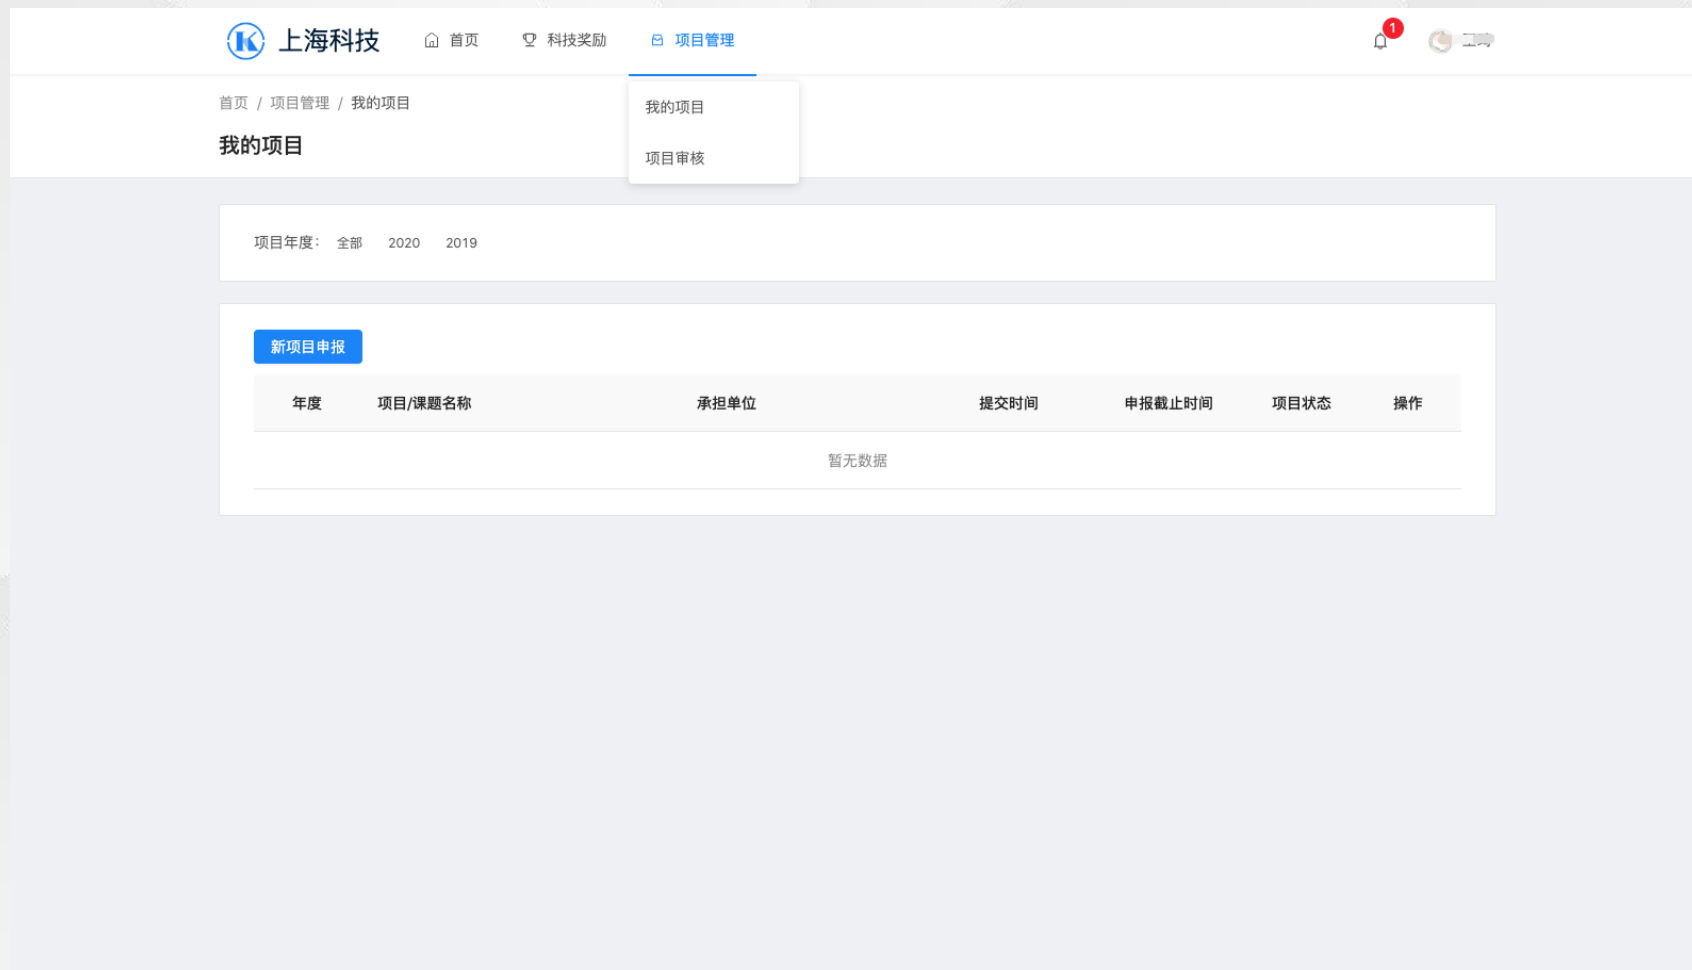 上海科技 首页 科技奖励 项目管理 1
首页 / 项目管理 / 我的项目
我的项目
我的项目
项目审核
项目年度： 全部 2020 2019
新项目申报
年度 项目/课题名称 承担单位 提交时间 申报截止时间 项目状态 操作
暂无数据